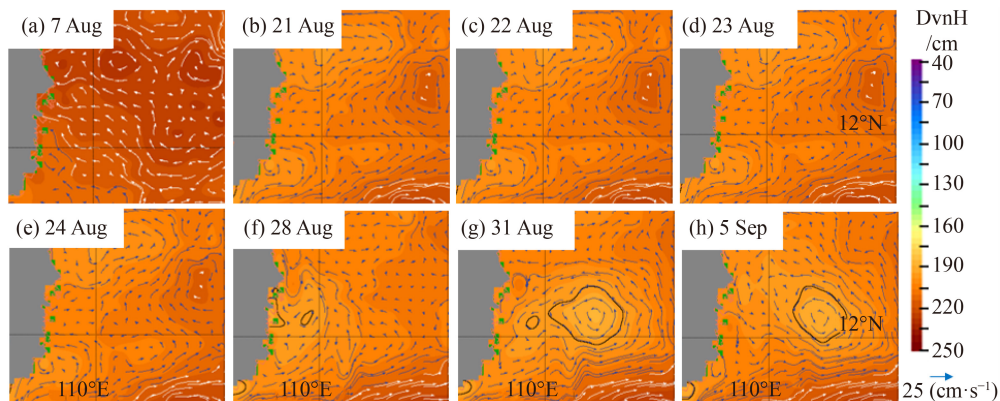 (a) 7 Aug
(b) 21 Aug
(c) 22 Aug
(d) 23 Aug
12°N
(e) 24 Aug
110°E
(f) 28 Aug
110°E
(g) 31 Aug
110°E
(h) 5 Sep
12°N
110°E
DvnH
/cm
40
70
100
130
160
190
220
250
25 (cm·s⁻¹)